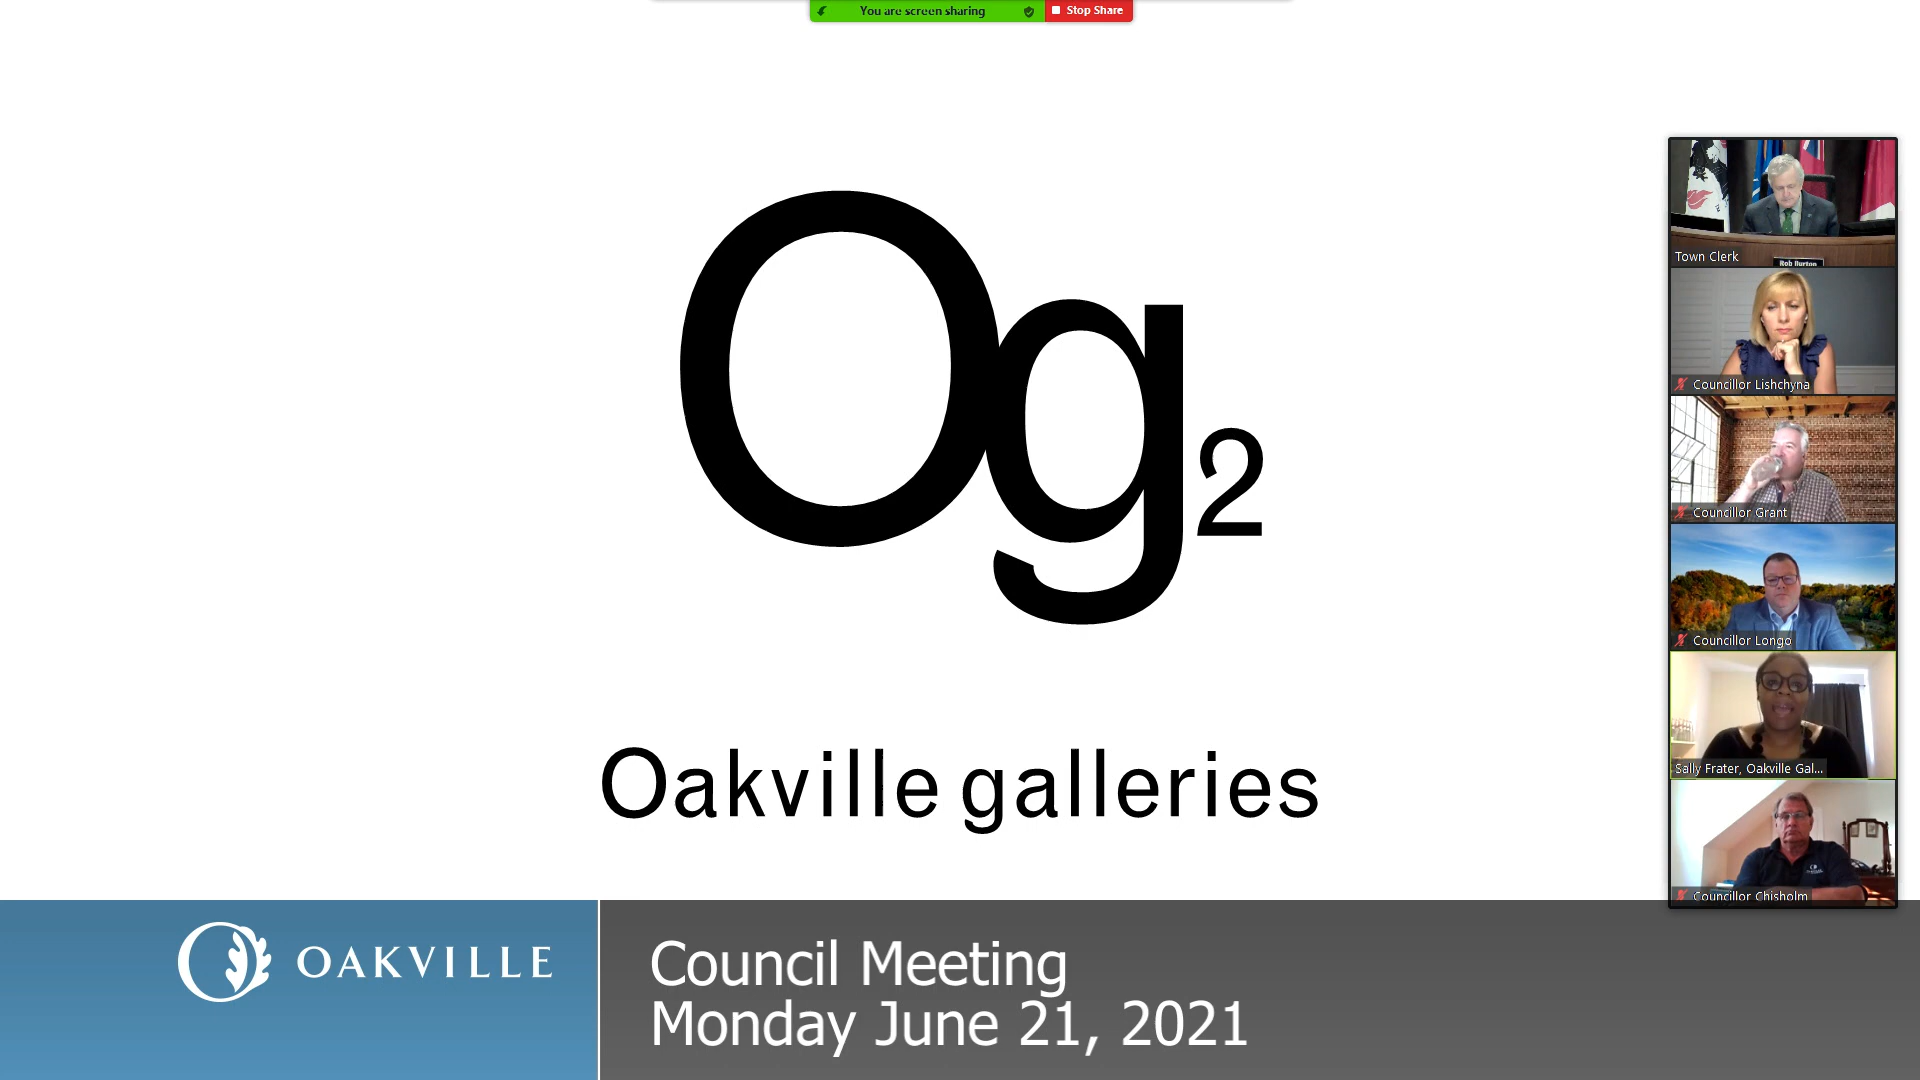 You are screen sharing
Stop Share
Og2
Oakville galleries
Town Clerk
Rob Burton
Councillor Lishchyna
Councillor Grant
Councillor Longo
Sally Frater, Oakville Gal...
Councillor Chisholm
OAKVILLE
Council Meeting
Monday June 21, 2021